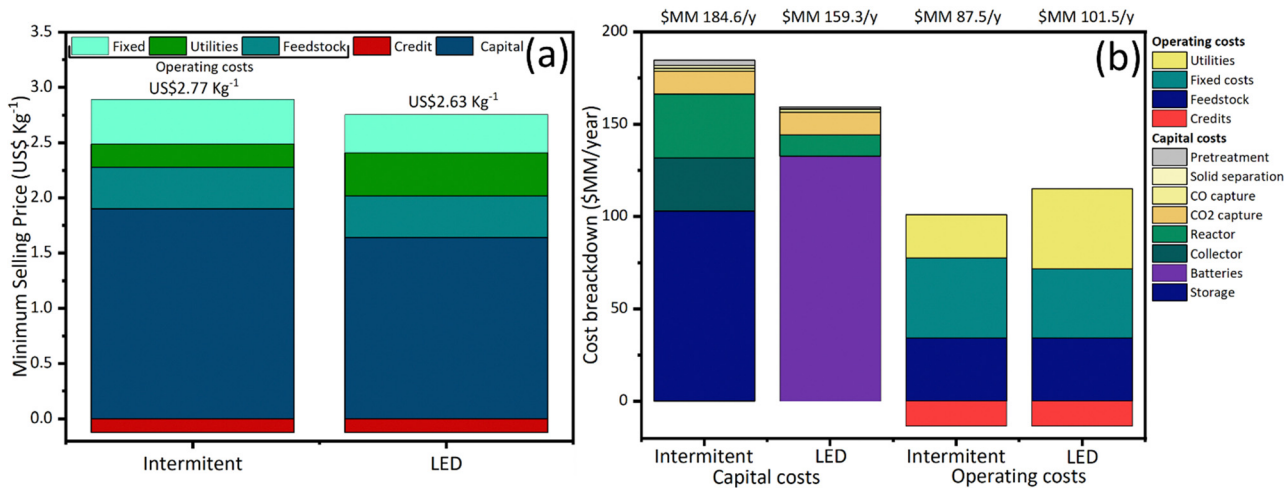 3.5
3.0
2.5
2.0
1.5
1.0
0.5
0.0
Minimum Selling Price (US$ Kg-1)
Fixed Utilities Feedstock Credit Capital
Operating costs
(a)
US$2.77 Kg-1
US$2.63 Kg-1
Intermitent LED
$MM 184.6/y $MM 159.3/y $MM 87.5/y $MM 101.5/y
200
150
100
50
0
Cost breackdown ($MM/year)
(b)
Intermitent LED Intermitent LED
Capital costs Operating costs
Operating costs
Utilities
Fixed costs
Feedstock
Credits
Capital costs
Pretreatment
Solid separation
CO capture
CO2 capture
Reactor
Collector
Batteries
Storage